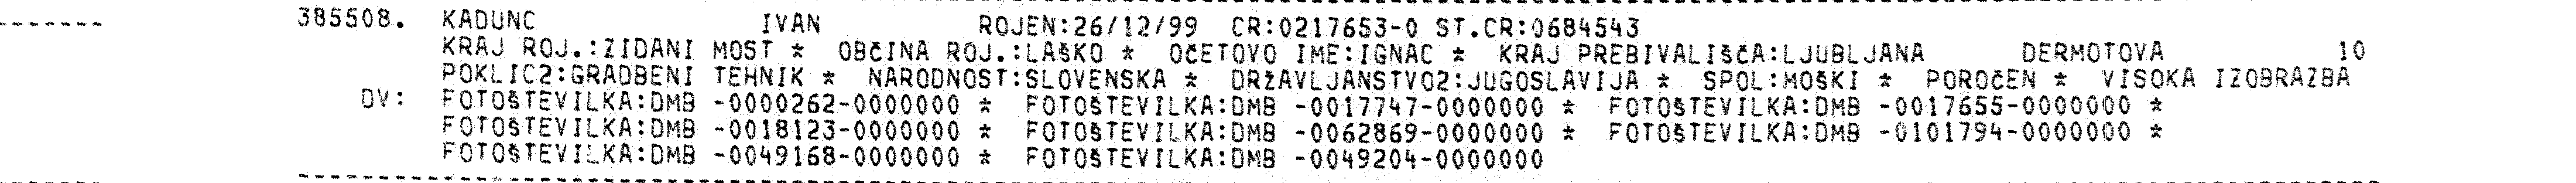 385508. KADUNC IVAN ROJEN:26/12/99 CR:0217653-0 ST.CR:0684543
KRAJ ROJ.:ZIDANI MOST * OBČINA ROJ.:LAŠKO * OČETOVO IME:IGNAC * KRAJ PREBIVALIŠČA:LJUBLJANA DERMOTOVA 10
POKLIC2:GRADBENI TEHNIK * NARODNOST:SLOVENSKA * DRŽAVLJANSTVO2:JUGOSLAVIJA * SPOL:MOŠKI * POROČEN * VISOKA IZOBRAZBA
DV: FOTOŠTEVILKA:DMB -0000262-0000000 * FOTOŠTEVILKA:DMB -0017747-0000000 * FOTOŠTEVILKA:DMB -0017655-0000000 *
FOTOŠTEVILKA:DMB -0018123-0000000 * FOTOŠTEVILKA:DMB -0062869-0000000 * FOTOŠTEVILKA:DMB -0101794-0000000 *
FOTOŠTEVILKA:DMB -0049168-0000000 * FOTOŠTEVILKA:DMB -0049204-0000000